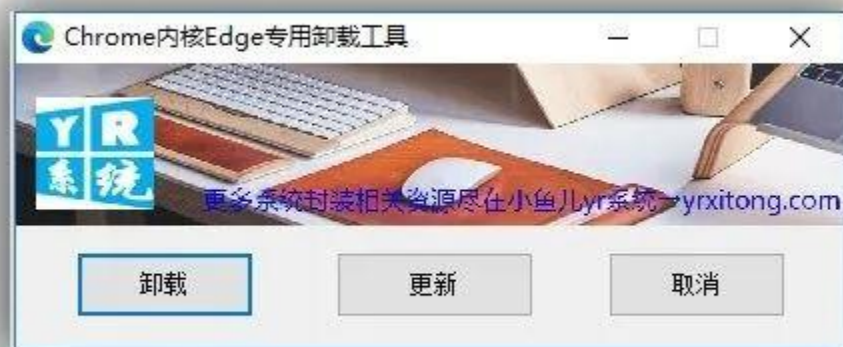 Chrome内核Edge专用卸载工具
YR
系统
更多系统封装相关资源尽在小鱼儿yr系统-yrxitong.com
卸载
更新
取消